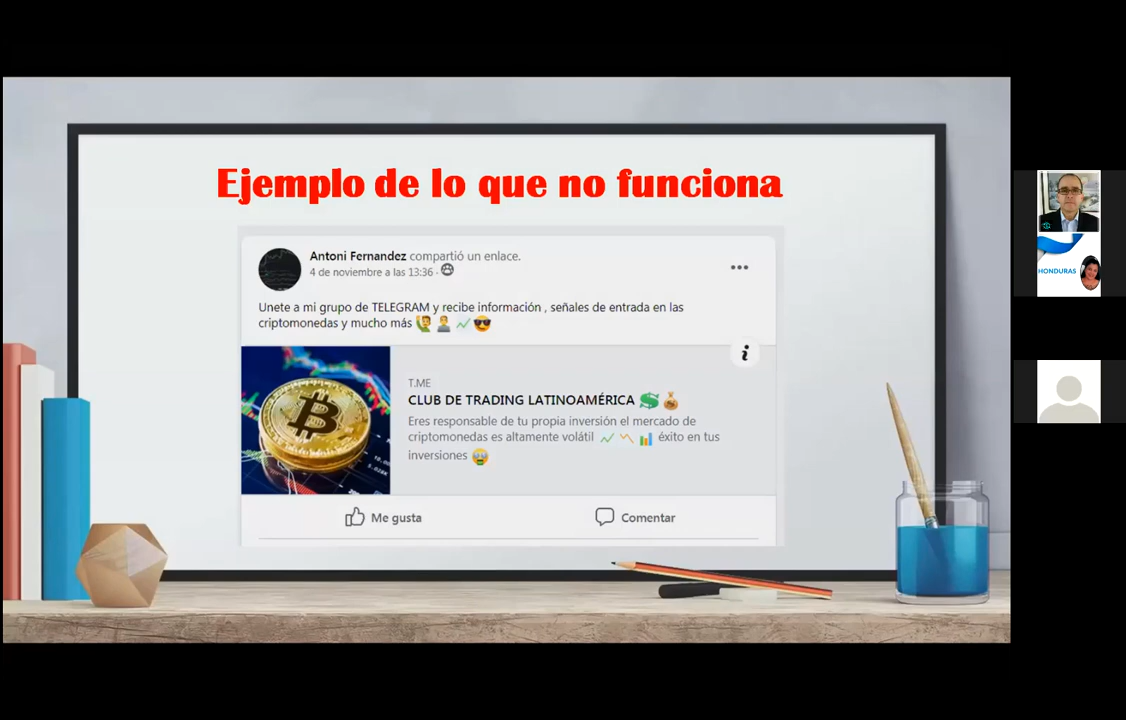 Ejemplo de lo que no funciona
Antoni Fernandez compartió un enlace.
4 de noviembre a las 13:36 ·
Unete a mi grupo de TELEGRAM y recibe información , señales de entrada en las
criptomonedas y mucho más
T.ME
CLUB DE TRADING LATINOAMÉRICA
Eres responsable de tu propia inversión el mercado de
criptomonedas es altamente volátil éxito en tus
inversiones
Me gusta
Comentar
HONDURAS